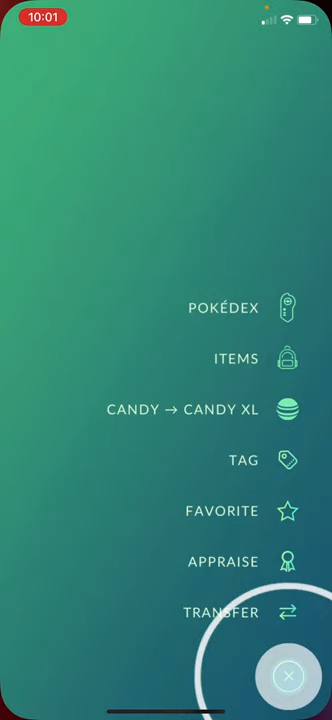 10:01
POKÉDEX
ITEMS
CANDY → CANDY XL
TAG
FAVORITE
APPRAISE
TRANSFER